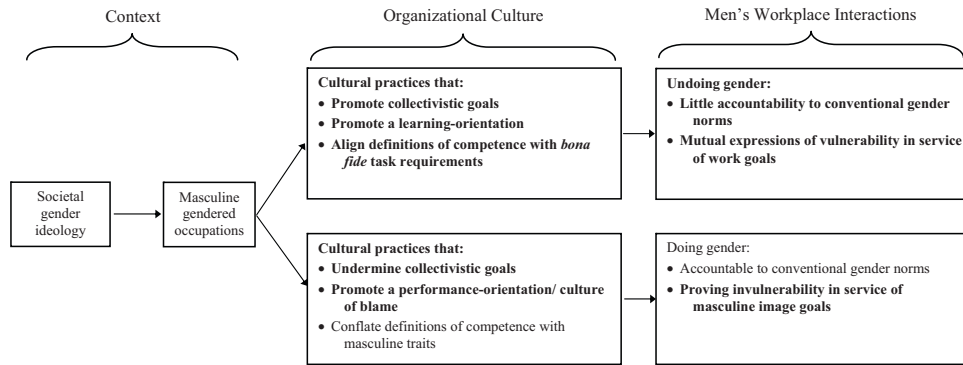 Context
Organizational Culture
Men's Workplace Interactions
Cultural practices that:
• Promote collectivistic goals
• Promote a learning-orientation
• Align definitions of competence with bona
fide task requirements
Undoing gender:
• Little accountability to conventional gender
norms
• Mutual expressions of vulnerability in service
of work goals
Societal
gender
ideology
Masculine
gendered
occupations
Cultural practices that:
• Undermine collectivistic goals
• Promote a performance-orientation/ culture
of blame
• Conflate definitions of competence with
masculine traits
Doing gender:
• Accountable to conventional gender norms
• Proving invulnerability in service of
masculine image goals